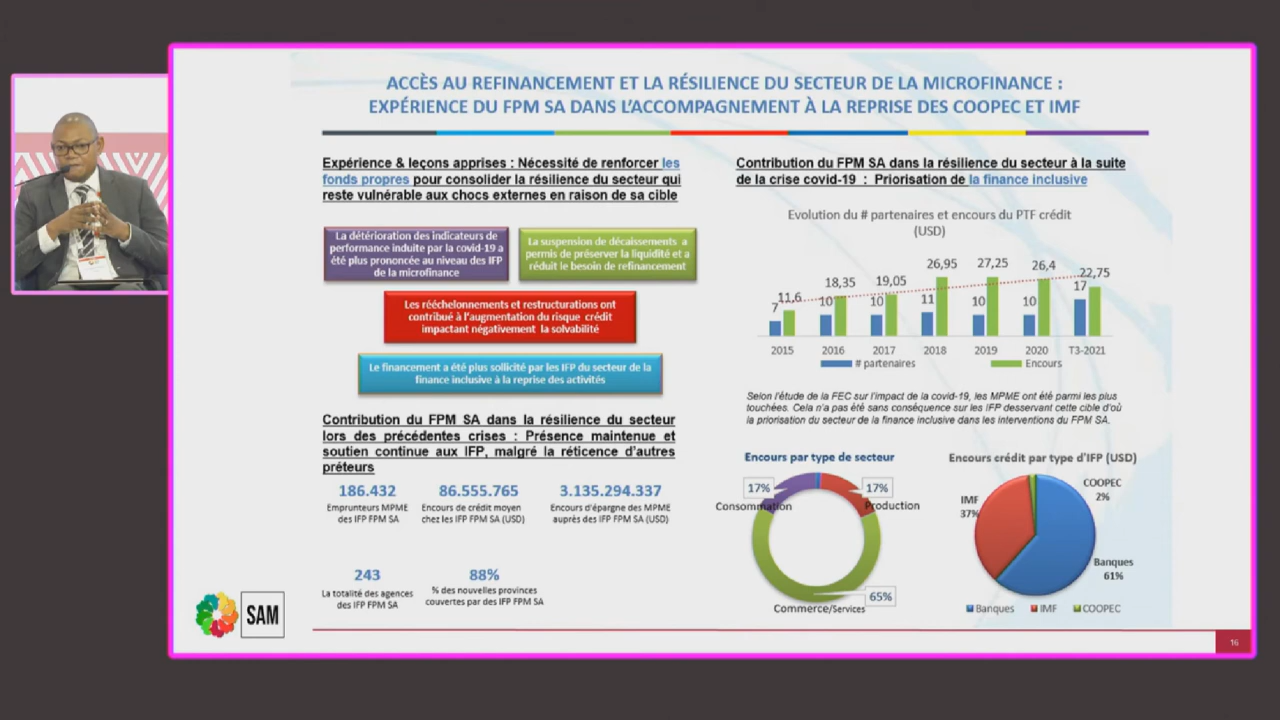 ACCÈS AU REFINANCEMENT ET LA RÉSILIENCE DU SECTEUR DE LA MICROFINANCE :
EXPÉRIENCE DU FPM SA DANS L'ACCOMPAGNEMENT À LA REPRISE DES COOPEC ET IMF
Expérience & leçons apprises : Nécessité de renforcer les
fonds propres pour consolider la résilience du secteur qui
reste vulnérable aux chocs externes en raison de sa cible
La détérioration des indicateurs de
performance induite par la covid-19 a
été plus prononcée au niveau des IFP
de la microfinance
La suspension de décaissements a
permis de préserver la liquidité et a
réduit le besoin de refinancement
Les rééchelonnements et restructurations ont
contribué à l'augmentation du risque crédit
impactant négativement la solvabilité
Le financement a été plus sollicité par les IFP du secteur de la
finance inclusive à la reprise des activités
Contribution du FPM SA dans la résilience du secteur
lors des précédentes crises : Présence maintenue et
soutien continue aux IFP, malgré la réticence d'autres
préteurs
186.432
Emprunteurs MPME
des IFP FPM SA
86.555.765
Encours de crédit moyen
chez les IFP FPM SA (USD)
3.135.294.337
Encours d'épargne des MPME
auprès des IFP FPM SA (USD)
243
La totalité des agences
des IFP FPM SA
88%
% des nouvelles provinces
couvertes par des IFP FPM SA
SAM
Contribution du FPM SA dans la résilience du secteur à la suite
de la crise covid-19 : Priorisation de la finance inclusive
Evolution du # partenaires et encours du PTF crédit
(USD)
7 11,6
10 18,35
10 19,05
11 26,95
10 27,25
10 26,4
17 22,75
2015 2016 2017 2018 2019 2020 T3-2021
# partenaires Encours
Selon l'étude de la FEC sur l'impact de la covid-19, les MPME ont été parmi les plus
touchées. Cela n'a pas été sans conséquence sur les IFP desservant cette cible d'où
la priorisation du secteur de la finance inclusive dans les interventions du FPM SA.
Encours par type de secteur
17%
Consommation
17%
Production
65%
Commerce/Services
Encours crédit par type d'IFP (USD)
COOPEC
2%
IMF
37%
Banques
61%
Banques IMF COOPEC
16